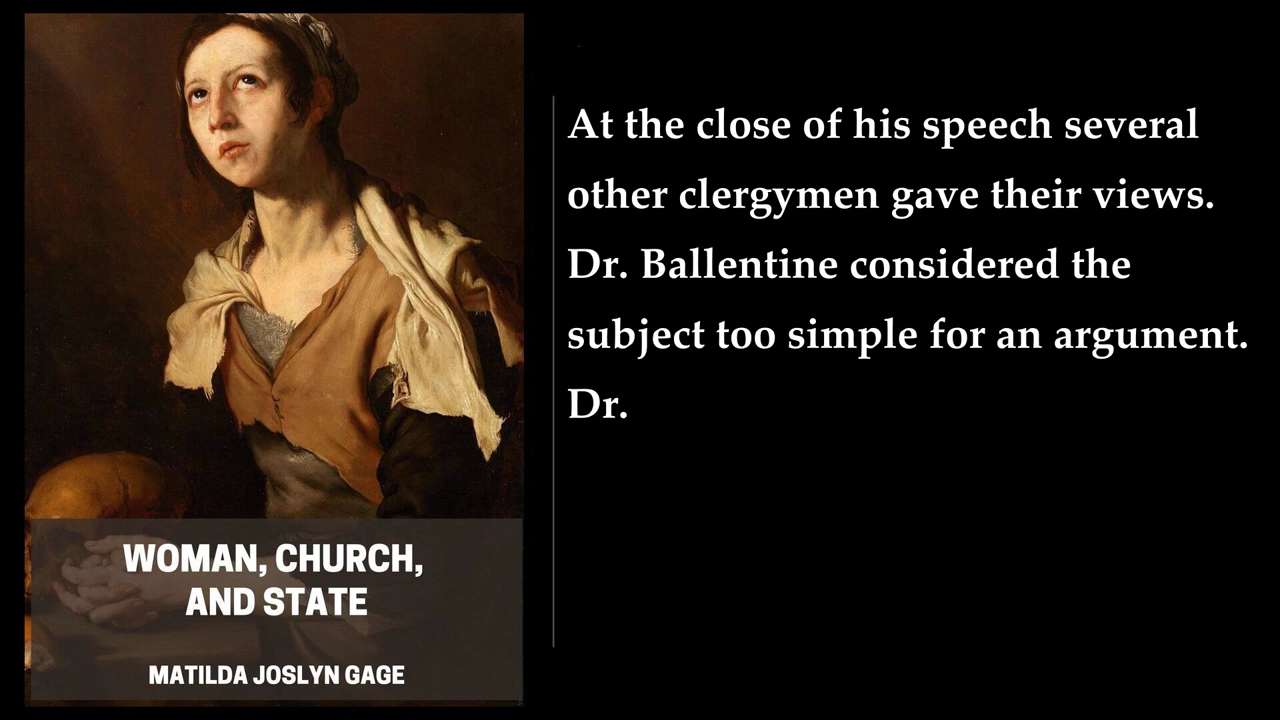 At the close of his speech several
other clergymen gave their views.
Dr. Ballentine considered the
subject too simple for an argument.
Dr.
WOMAN, CHURCH,
AND STATE
MATILDA JOSLYN GAGE